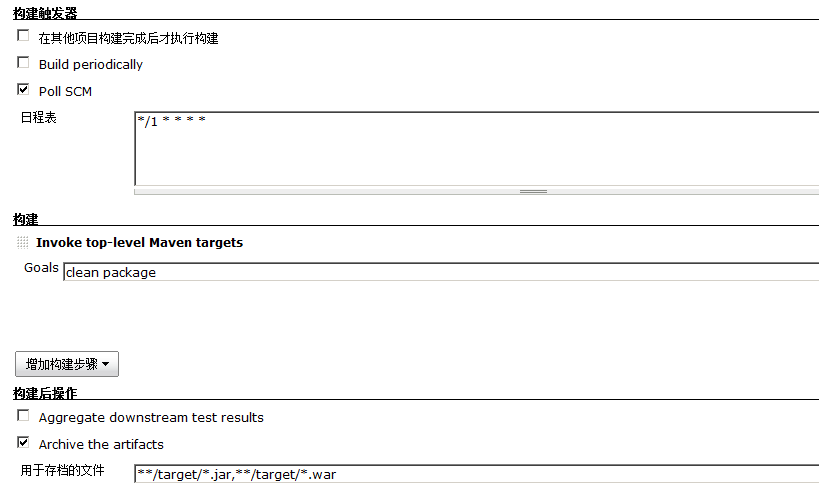 构建触发器
在其他项目构建完成后才执行构建
Build periodically
Poll SCM
日程表
*/1 * * * *
构建
Invoke top-level Maven targets
Goals clean package
增加构建步骤
构建后操作
Aggregate downstream test results
Archive the artifacts
用于存档的文件 **/target/*.jar,**/target/*.war